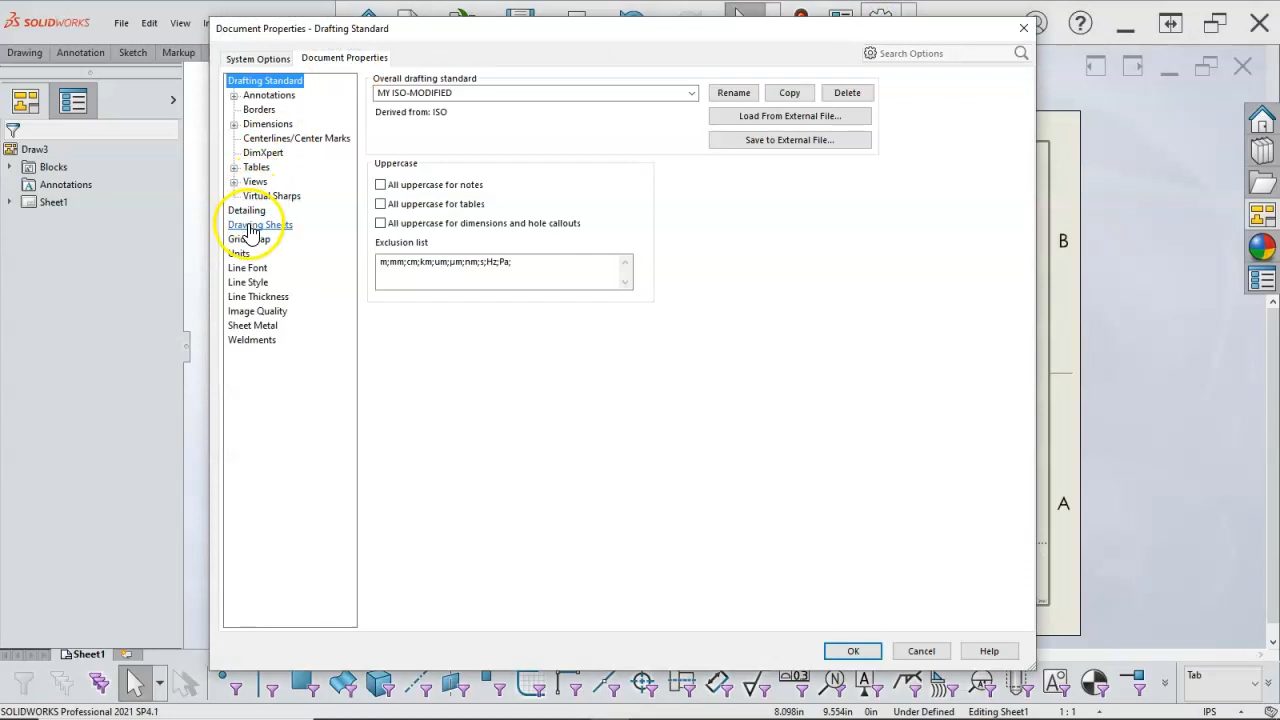 SOLIDWORKS
File
Edit
View
Document Properties - Drafting Standard
System Options
Document Properties
Search Options
Drawing
Annotation
Sketch
Markup
Draw3
Blocks
Annotations
Sheet1
Drafting Standard
Annotations
Borders
Dimensions
Centerlines/Center Marks
DimXpert
Tables
Views
Virtual Sharps
Detailing
Drawing Sheets
Units
Line Font
Line Style
Line Thickness
Image Quality
Sheet Metal
Weldments
Overall drafting standard
MY ISO-MODIFIED
Rename
Copy
Delete
Derived from: ISO
Load From External File...
Save to External File...
Uppercase
All uppercase for notes
All uppercase for tables
All uppercase for dimensions and hole callouts
Exclusion list
m;mm;cm;km;um;µm;nm;s;Hz;Pa;
B
A
OK
Cancel
Help
Sheet1
Tab
SOLIDWORKS Professional 2021 SP4.1
8.098in
9.554in
0in
Under Defined
Editing Sheet1
1 : 1
IPS